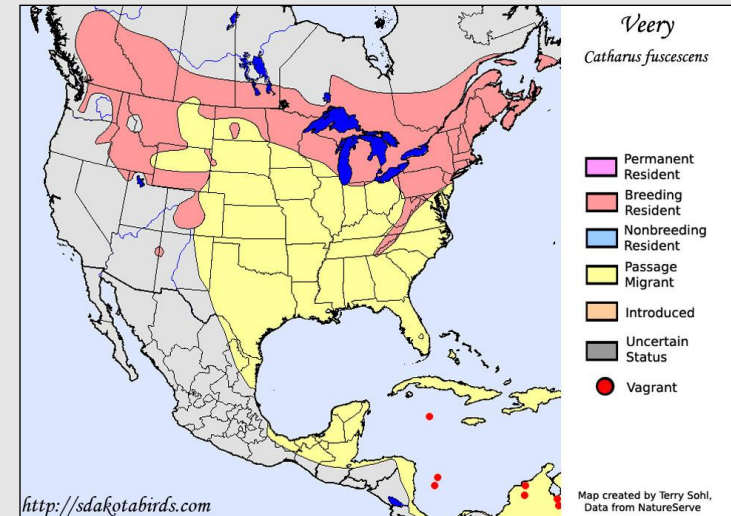 Veery
Catharus fuscescens
Permanent
Resident
Breeding
Resident
Nonbreeding
Resident
Passage
Migrant
Introduced
Uncertain
Status
Vagrant
Map created by Terry Sohl,
Data from NatureServe
http://sdakotabirds.com